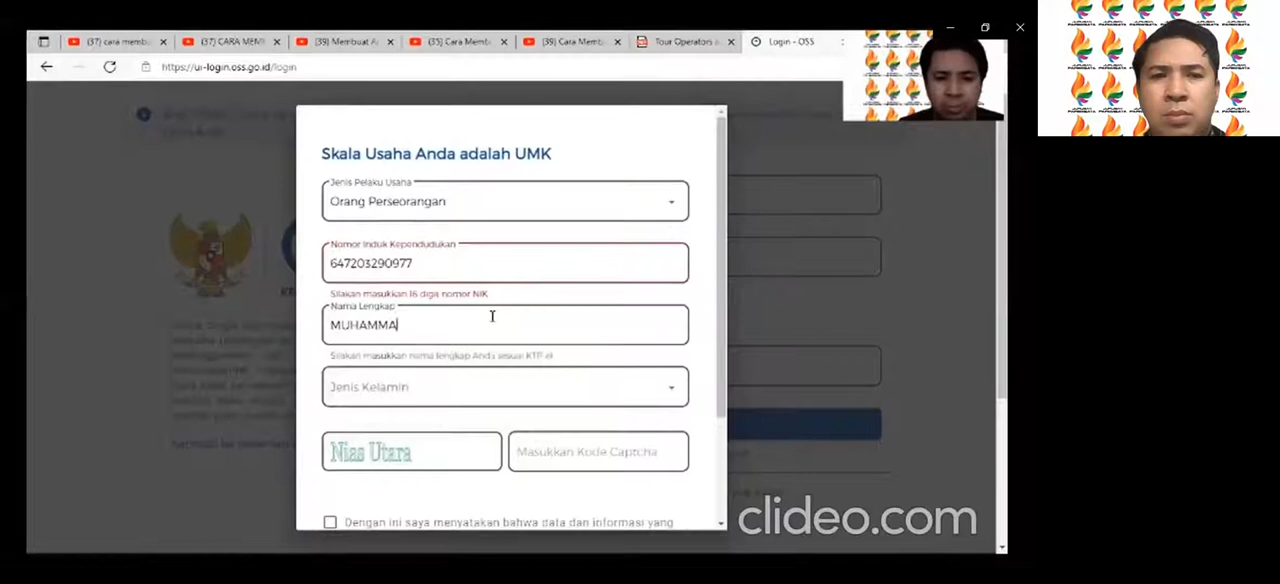 (37) cara memb
(37) CARA MEM
(39) Membuat A
(35) Cara Memb
(39) Cara Memb
Tour Operators
Login - OSS
https://ui-login.oss.go.id/login
Skala Usaha Anda adalah UMK
Jenis Pelaku Usaha
Orang Perseorangan
Nomor Induk Kependudukan
647203290977
Silakan masukkan 16 digit nomor NIK
Nama Lengkap
MUHAMMA
Silakan masukkan nama lengkap Anda sesuai KTP el
Jenis Kelamin
Nias Utara
Masukkan Kode Captcha
Dengan ini saya menyatakan bahwa data dan informasi yang
clideo.com